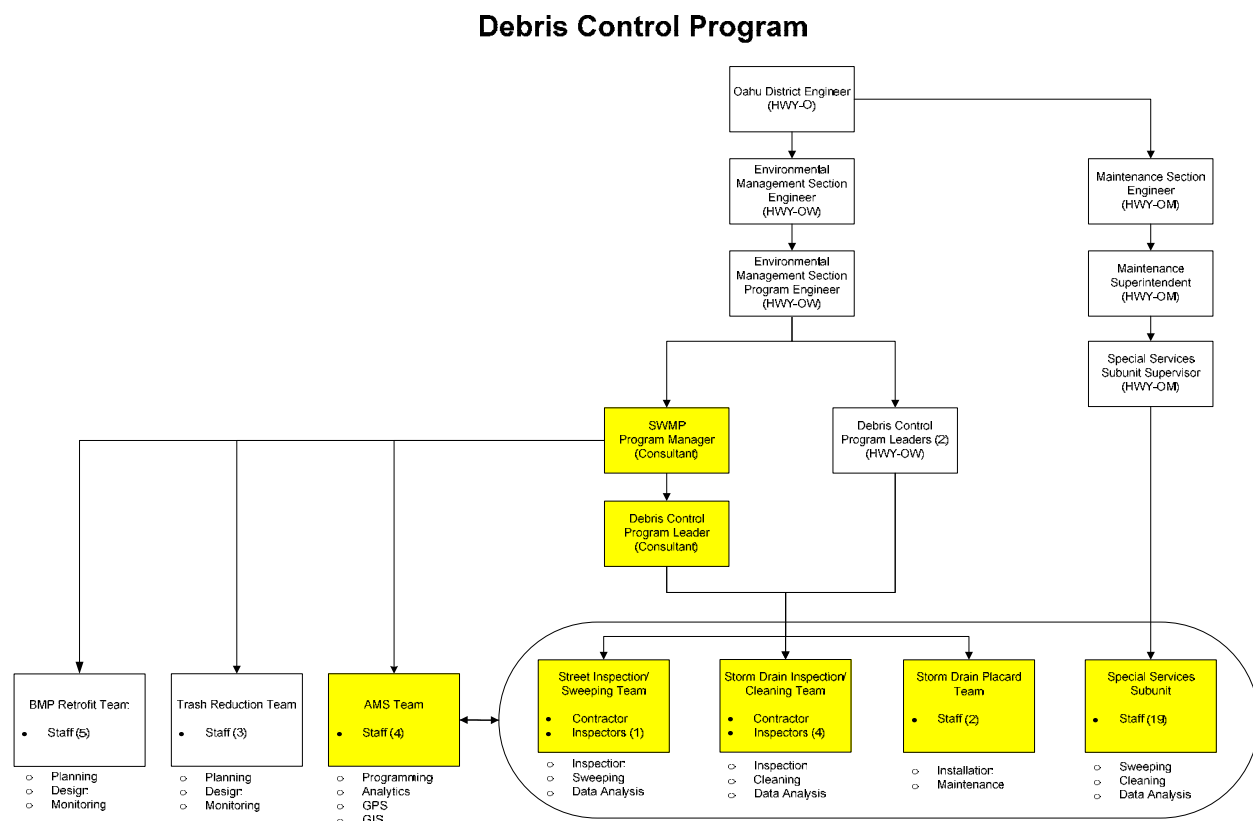 Debris Control Program
Oahu District Engineer
(HWY-O)
Environmental
Management Section
Engineer
(HWY-OW)
Maintenance Section
Engineer
(HWY-OM)
Environmental
Management Section
Program Engineer
(HWY-OW)
Maintenance
Superintendent
(HWY-OM)
Special Services
Subunit Supervisor
(HWY-OM)
SWMP
Program Manager
(Consultant)
Debris Control
Program Leaders (2)
(HWY-OW)
Debris Control
Program Leader
(Consultant)
BMP Retrofit Team
• Staff (5)
○ Planning
○ Design
○ Monitoring
Trash Reduction Team
• Staff (3)
○ Planning
○ Design
○ Monitoring
AMS Team
• Staff (4)
○ Programming
○ Analytics
○ GPS
○ GIS
Street Inspection/
Sweeping Team
• Contractor
• Inspectors (1)
○ Inspection
○ Sweeping
○ Data Analysis
Storm Drain Inspection/
Cleaning Team
• Contractor
• Inspectors (4)
○ Inspection
○ Cleaning
○ Data Analysis
Storm Drain Placard
Team
• Staff (2)
○ Installation
○ Maintenance
Special Services
Subunit
• Staff (19)
○ Sweeping
○ Cleaning
○ Data Analysis